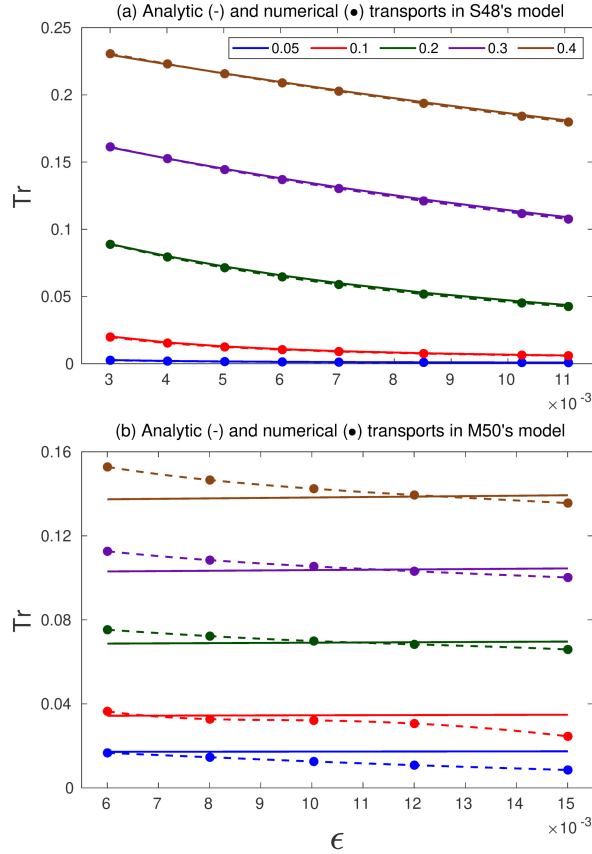 (a) Analytic (-) and numerical (●) transports in S48's model
0.25
0.05 0.1 0.2 0.3 0.4
0.2
0.15
Tr
0.1
0.05
0
3 4 5 6 7 8 9 10 11
×10⁻³
(b) Analytic (-) and numerical (●) transports in M50's model
0.16
0.12
Tr
0.08
0.04
0
6 7 8 9 10 11 12 13 14 15
×10⁻³
ϵ